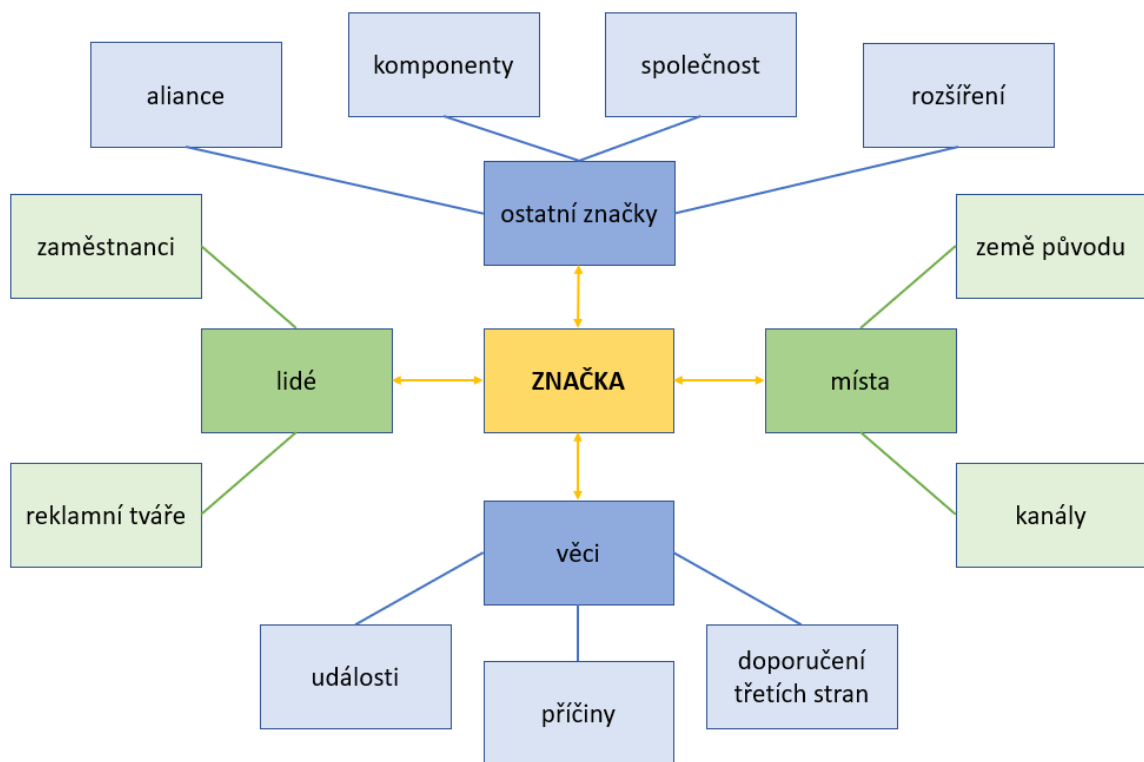 komponenty
společnost
aliance
rozšíření
ostatní značky
zaměstnanci
země původu
lidé
ZNAČKA
místa
reklamní tváře
kanály
věci
události
příčiny
doporučení
třetích stran